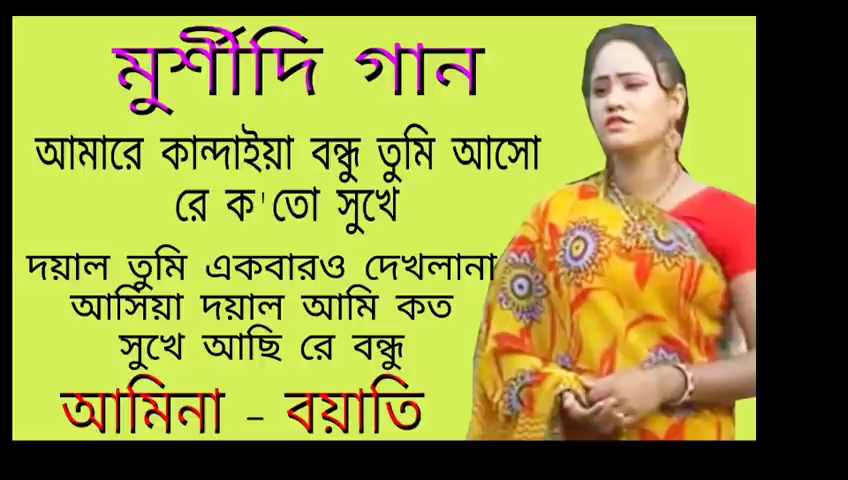 মুর্শীদি গান
আমারে কান্দাইয়া বন্ধু তুমি আসো
রে ক'তো সুখে
দয়াল তুমি একবারও দেখলানা
আসিয়া দয়াল আমি কত
সুখে আছি রে বন্ধু
আমিনা - বয়াতি